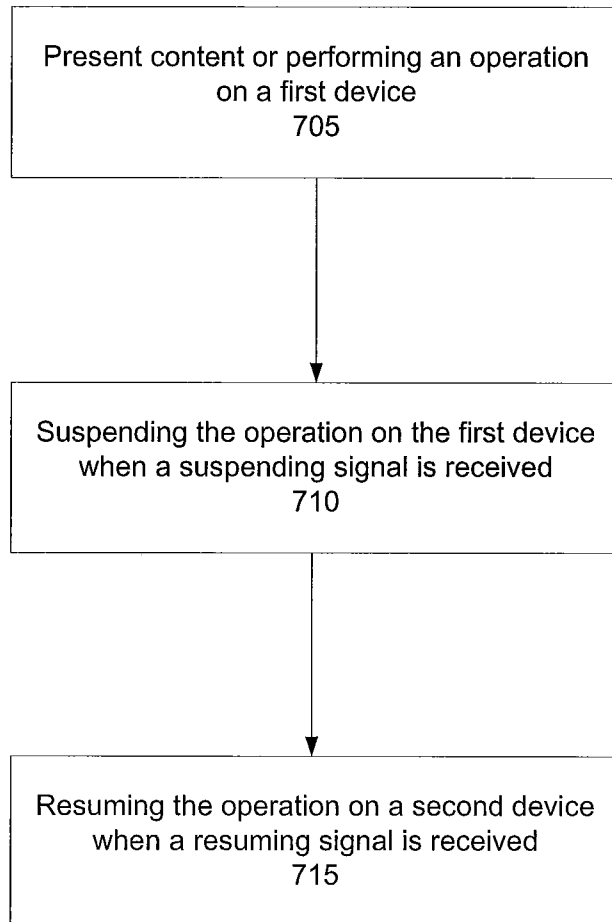 Present content or performing an operation
on a first device
705
Suspending the operation on the first device
when a suspending signal is received
710
Resuming the operation on a second device
when a resuming signal is received
715